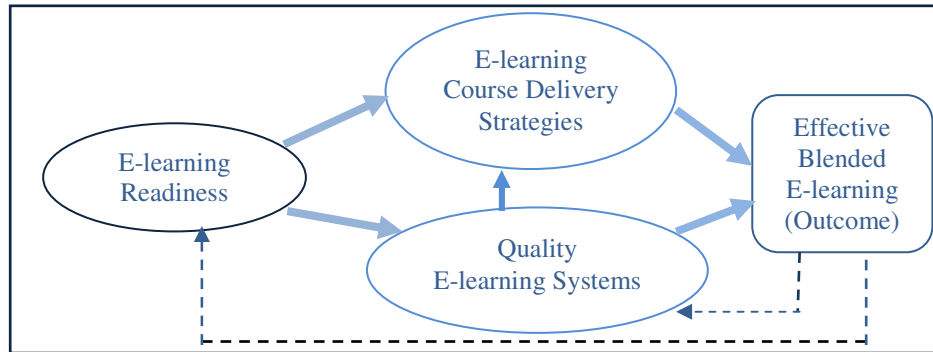 E-learning
Readiness
E-learning
Course Delivery
Strategies
Quality
E-learning Systems
Effective
Blended
E-learning
(Outcome)